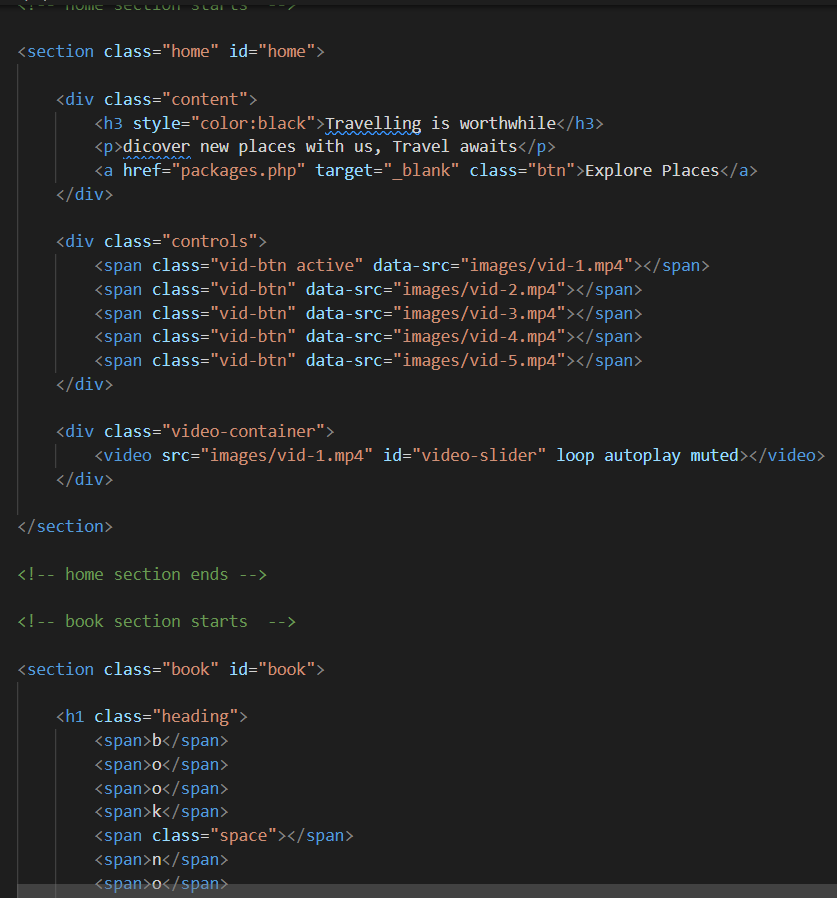 <!-- home section starts  -->
<section class="home" id="home">
<div class="content">
<h3 style="color:black">Travelling is worthwhile</h3>
<p>dicover new places with us, Travel awaits</p>
<a href="packages.php" target="_blank" class="btn">Explore Places</a>
</div>
<div class="controls">
<span class="vid-btn active" data-src="images/vid-1.mp4"></span>
<span class="vid-btn" data-src="images/vid-2.mp4"></span>
<span class="vid-btn" data-src="images/vid-3.mp4"></span>
<span class="vid-btn" data-src="images/vid-4.mp4"></span>
<span class="vid-btn" data-src="images/vid-5.mp4"></span>
</div>
<div class="video-container">
<video src="images/vid-1.mp4" id="video-slider" loop autoplay muted></video>
</div>
</section>
<!-- home section ends -->
<!-- book section starts  -->
<section class="book" id="book">
<h1 class="heading">
<span>b</span>
<span>o</span>
<span>o</span>
<span>k</span>
<span class="space"></span>
<span>n</span>
<span>o</span>